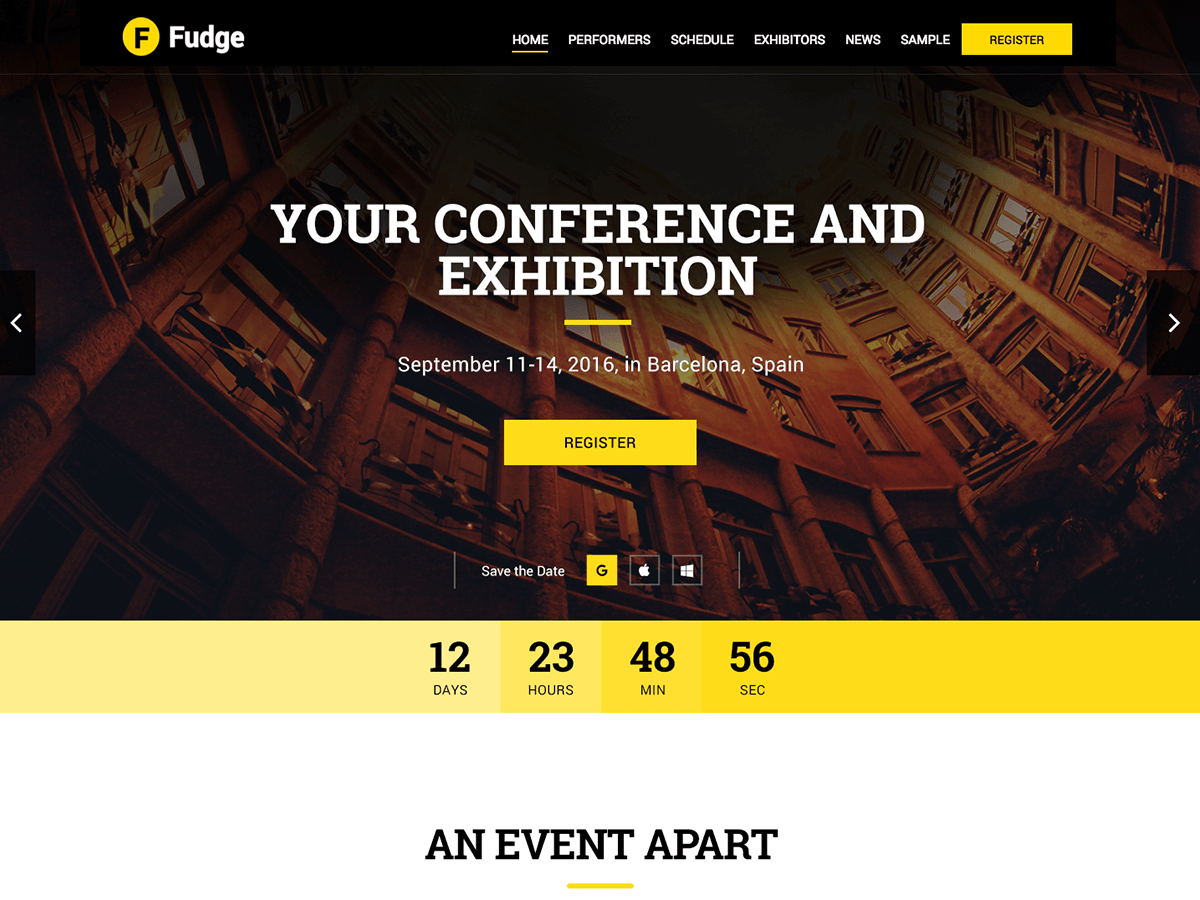 F Fudge
HOME PERFORMERS SCHEDULE EXHIBITORS NEWS SAMPLE REGISTER
YOUR CONFERENCE AND
EXHIBITION
September 11-14, 2016, in Barcelona, Spain
REGISTER
Save the Date G
12 23 48 56
DAYS HOURS MIN SEC
AN EVENT APART